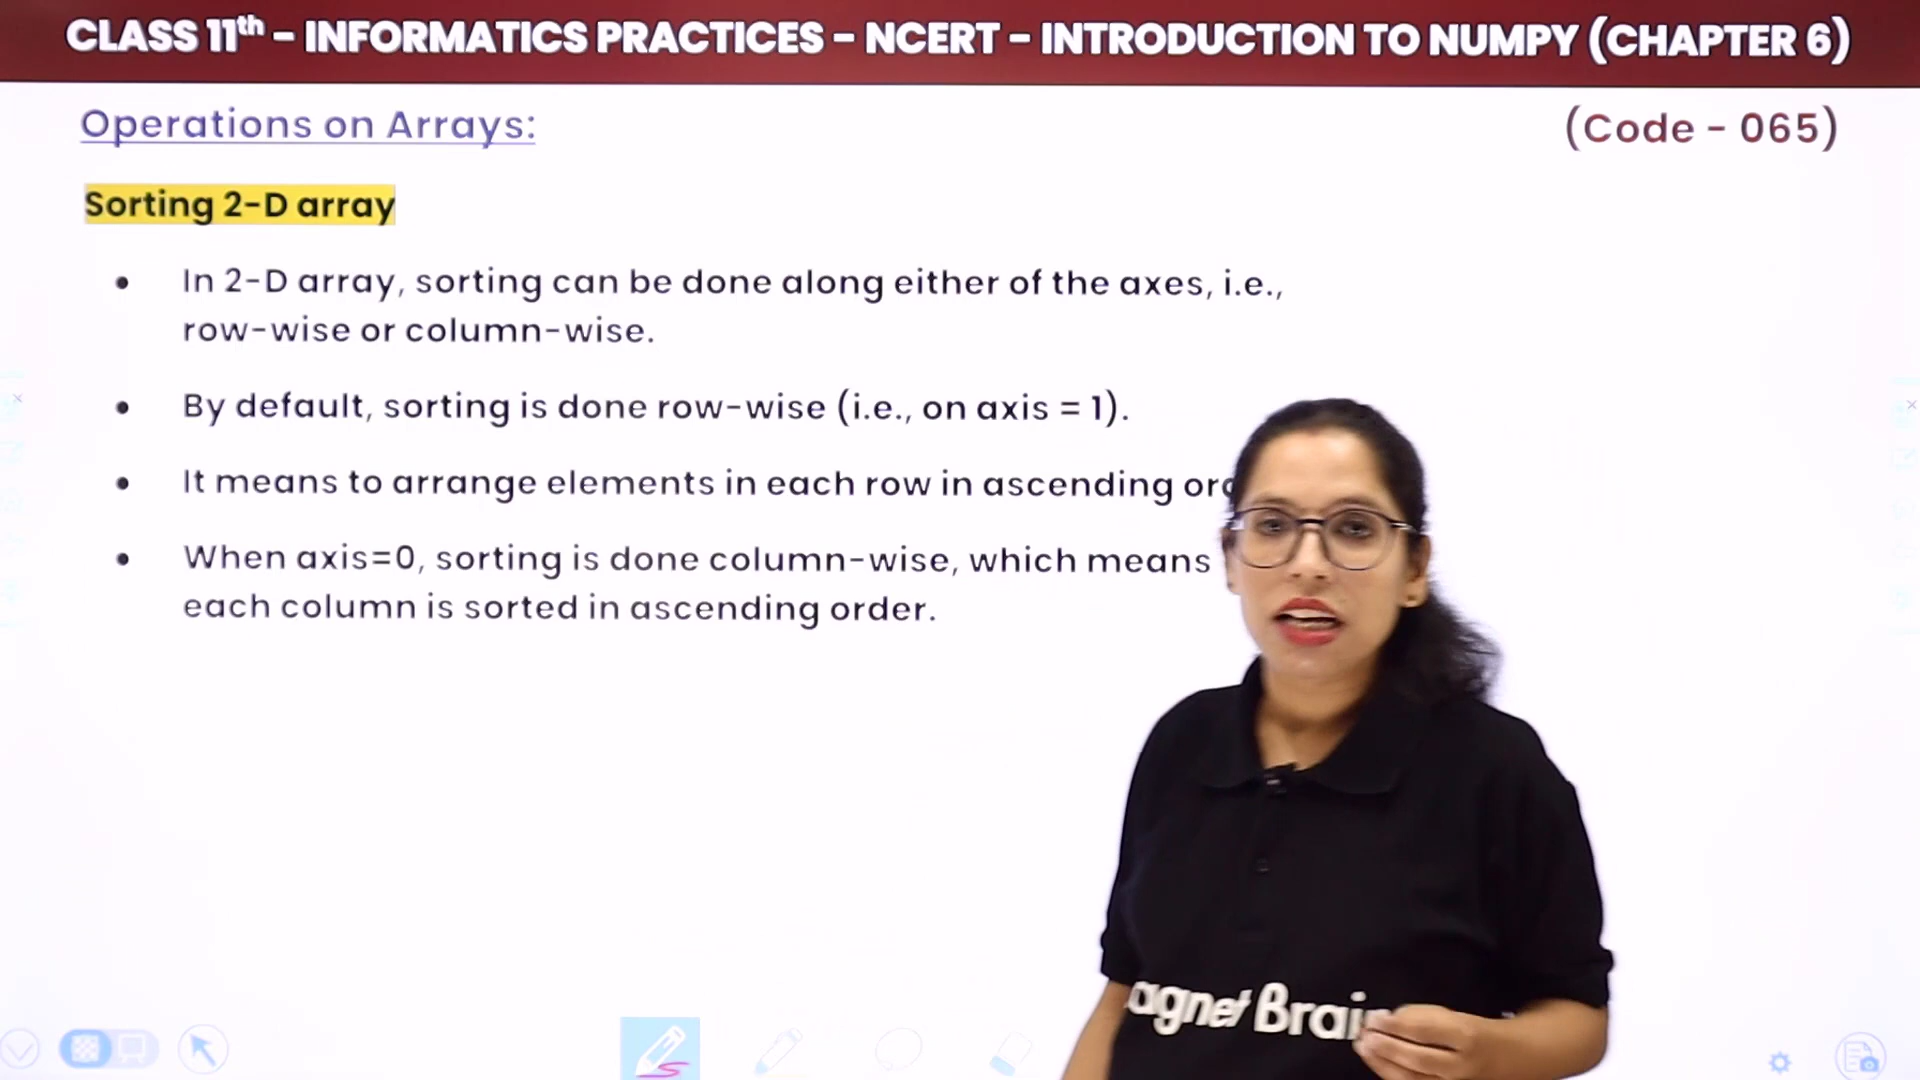 CLASS 11th - INFORMATICS PRACTICES - NCERT - INTRODUCTION TO NUMPY (CHAPTER 6)
Operations on Arrays:
(Code - 065)
Sorting 2-D array
• In 2-D array, sorting can be done along either of the axes, i.e.,
row-wise or column-wise.
• By default, sorting is done row-wise (i.e., on axis = 1).
• It means to arrange elements in each row in ascending
• When axis=0, sorting is done column-wise, which means
each column is sorted in ascending order.